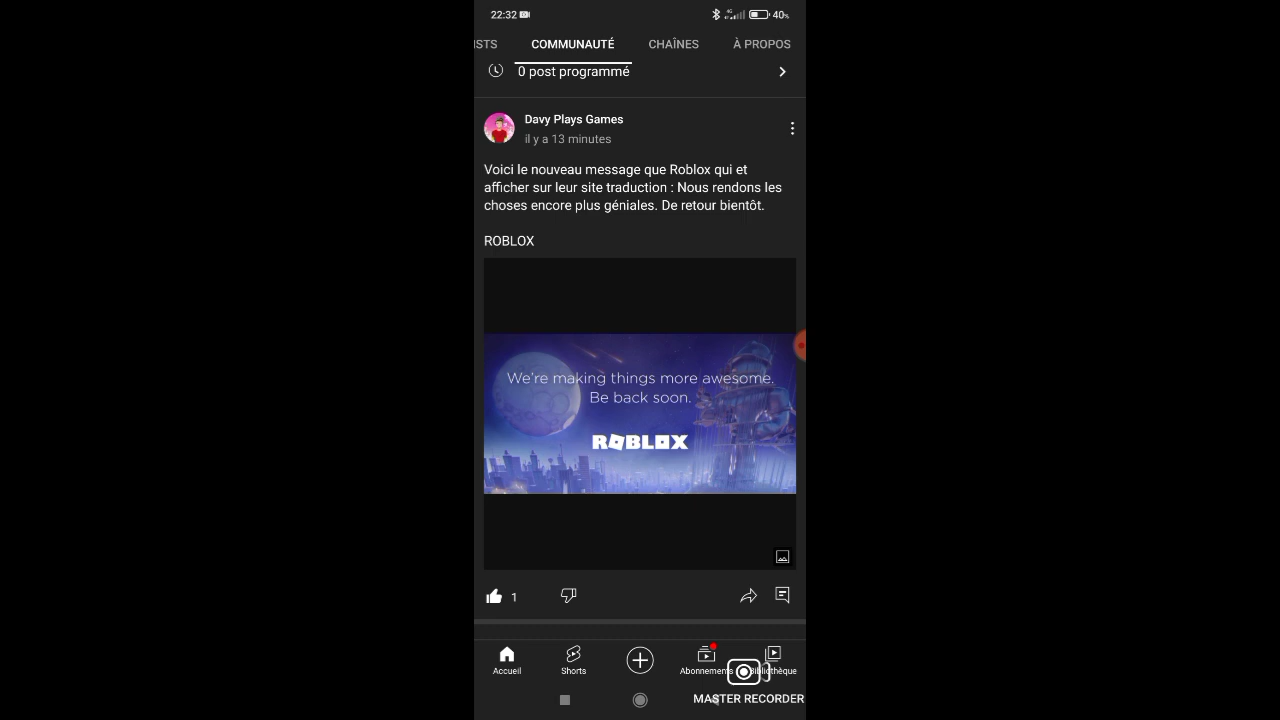 22:32
4G
40%
ISTS COMMUNAUTÉ CHAÎNES À PROPOS
0 post programmé
Davy Plays Games
il y a 13 minutes
Voici le nouveau message que Roblox qui et
afficher sur leur site traduction : Nous rendons les
choses encore plus géniales. De retour bientôt.
ROBLOX
We're making things more awesome.
Be back soon.
ROBLOX
1
Accueil Shorts Abonnements Bibliothèque
MASTER RECORDER